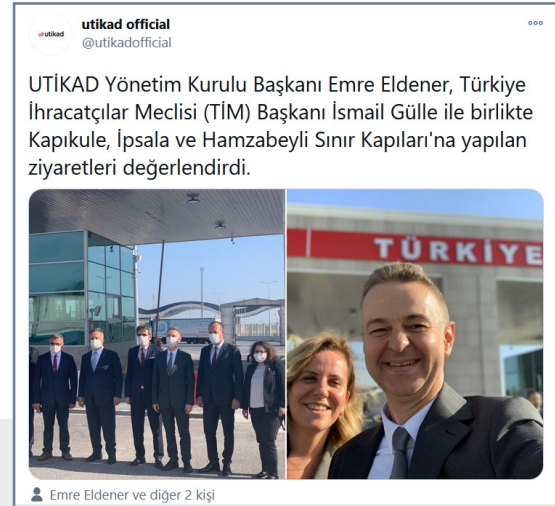 utikad
utikad official
@utikadofficial
UTİKAD Yönetim Kurulu Başkanı Emre Eldener, Türkiye
İhracatçılar Meclisi (TİM) Başkanı İsmail Gülle ile birlikte
Kapıkule, İpsala ve Hamzabeyli Sınır Kapıları'na yapılan
ziyaretleri değerlendirdi.
TÜRKİYE
Emre Eldener ve diğer 2 kişi